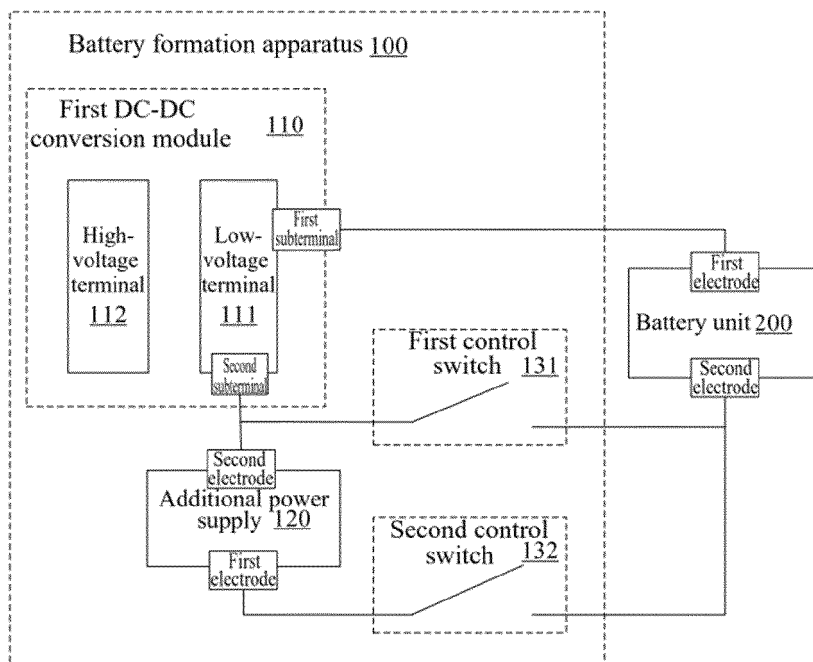 Battery formation apparatus 100
First DC-DC
conversion module 110
High-
voltage
terminal
112
Low-
voltage
terminal
111
First
subterminal
Second
subterminal
First
electrode
Battery unit 200
Second
electrode
First control
switch 131
Second
electrode
Additional power
supply 120
First
electrode
Second control
switch 132